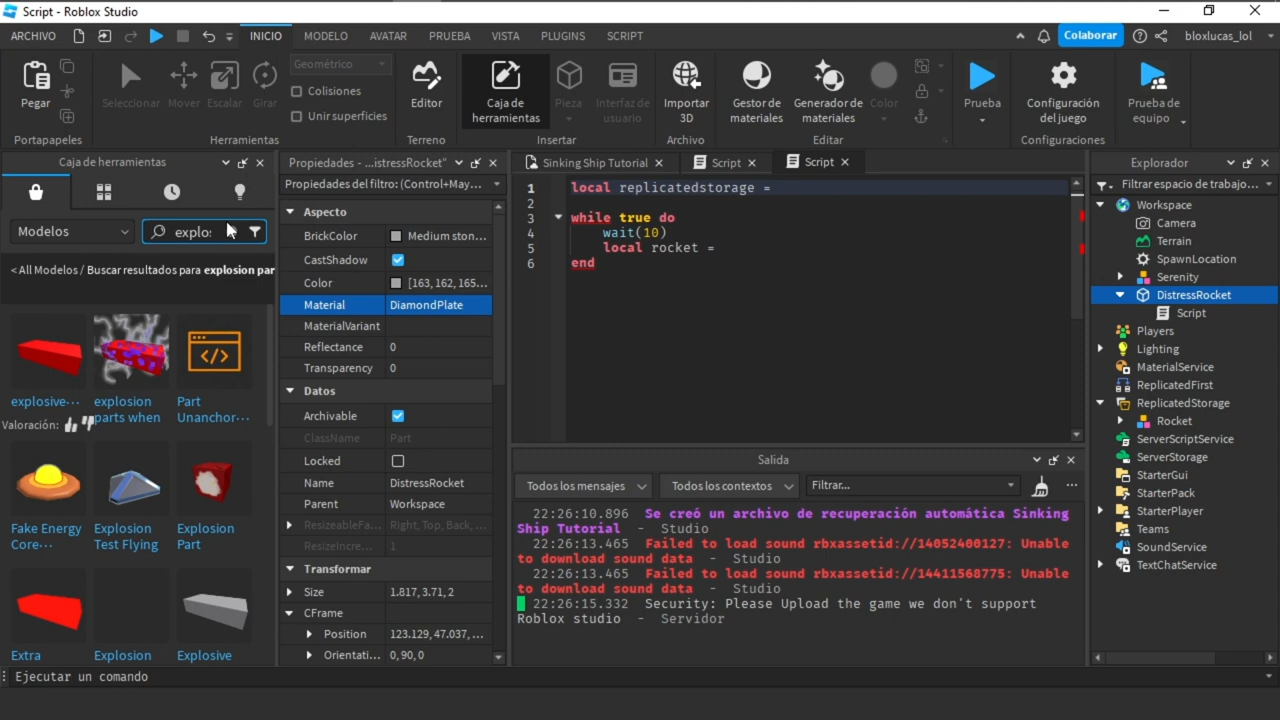 Script - Roblox Studio
ARCHIVO INICIO MODELO AVATAR PRUEBA VISTA PLUGINS SCRIPT Colaborar bloxlucas_lol
Pegar
Portapapeles
Seleccionar Mover Escalar Girar
Geométrico
Colisiones
Unir superficies
Herramientas
Editor
Terreno
Caja de herramientas
Pieza
Interfaz de usuario
Insertar
Importar 3D
Archivo
Gestor de materiales
Generador de materiales
Color
Editar
Prueba
Configuración del juego
Configuraciones
Prueba de equipo
Caja de herramientas
Modelos
explo:
< All Modelos / Buscar resultados para explosion par
explosive...
explosion parts when
Part Unanchor...
Valoración:
Fake Energy Core...
Explosion Test Flying
Explosion Part
Extra
Explosion
Explosive
Propiedades - ...istressRocket"
Propiedades del filtro: (Control+May...
Aspecto
BrickColor Medium ston...
CastShadow
Color [163, 162, 165...
Material DiamondPlate
MaterialVariant
Reflectance 0
Transparency 0
Datos
Archivable
ClassName Part
Locked
Name DistressRocket
Parent Workspace
ResizeableFa... Right, Top, Back, ...
ResizeIncre... 1
Transformar
Size 1.817, 3.71, 2
CFrame
Position 123.129, 47.037, ...
Orientati... 0, 90, 0
Sinking Ship Tutorial Script Script
1 local replicatedstorage =
2
3 while true do
4 wait(10)
5 local rocket =
6 end
Salida
Todos los mensajes Todos los contextos Filtrar...
22:26:10.896 Se creó un archivo de recuperación automática Sinking
Ship Tutorial - Studio
22:26:13.465 Failed to load sound rbxassetid://14052400127: Unable
to download sound data - Studio
22:26:13.465 Failed to load sound rbxassetid://14411568775: Unable
to download sound data - Studio
22:26:15.332 Security: Please Upload the game we don't support
Roblox studio - Servidor
Explorador
Filtrar espacio de trabajo...
Workspace
Camera
Terrain
SpawnLocation
Serenity
DistressRocket
Script
Players
Lighting
MaterialService
ReplicatedFirst
ReplicatedStorage
Rocket
ServerScriptService
ServerStorage
StarterGui
StarterPack
StarterPlayer
Teams
SoundService
TextChatService
Ejecutar un comando